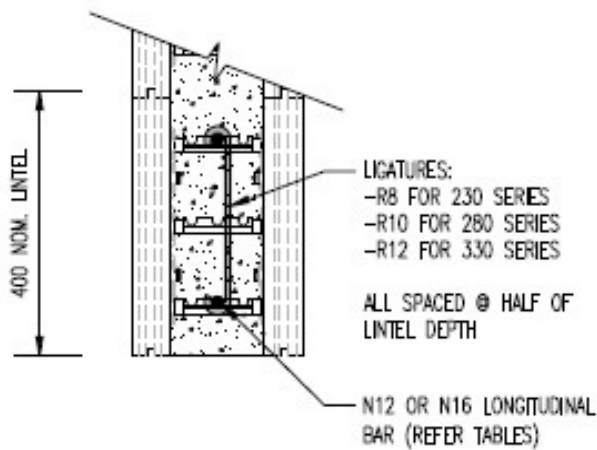 400 NOM. LINTEL
LIGATURES:
-R8 FOR 230 SERIES
-R10 FOR 280 SERIES
-R12 FOR 330 SERIES
ALL SPACED @ HALF OF
LINTEL DEPTH
N12 OR N16 LONGITUDINAL
BAR (REFER TABLES)